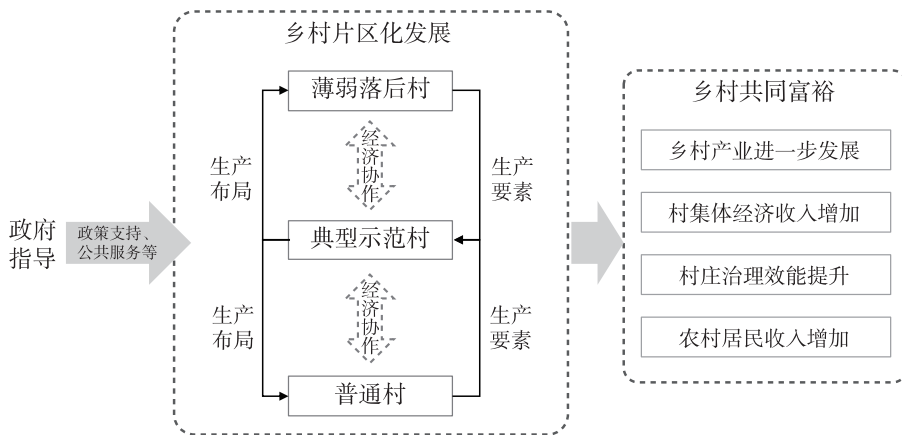 乡村片区化发展
薄弱落后村
经济协作
生产
布局
生产
要素
政府
指导
政策支持、
公共服务等
典型示范村
经济协作
生产
布局
生产
要素
普通村
乡村共同富裕
乡村产业进一步发展
村集体经济收入增加
村庄治理效能提升
农村居民收入增加